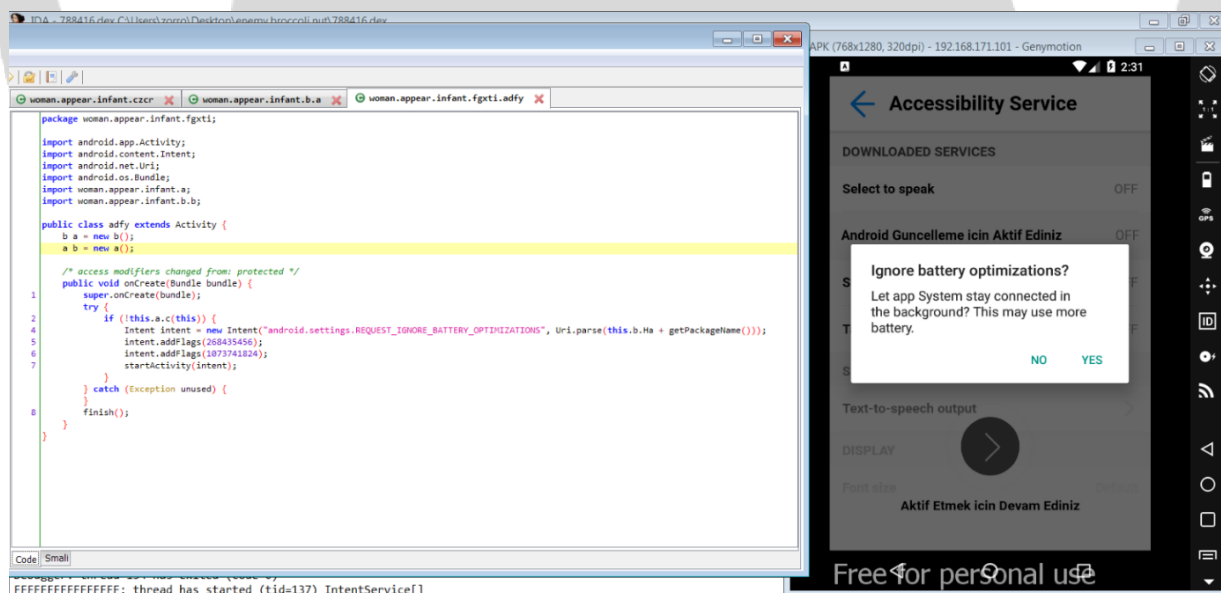 IDA - 788416.dex C:\Users\zorro\Desktop\enemy.broccoli.nut\788416.dex
woman.appear.infant.czcr
woman.appear.infant.b.a
woman.appear.infant.fgxti.adfy
package woman.appear.infant.fgxti;
import android.app.Activity;
import android.content.Intent;
import android.net.Uri;
import android.os.Bundle;
import woman.appear.infant.a;
import woman.appear.infant.b.b;
public class adfy extends Activity {
b a = new b();
a b = new a();
/* access modifiers changed from: protected */
public void onCreate(Bundle bundle) {
1 super.onCreate(bundle);
try {
2 if (!this.a.c(this)) {
4 Intent intent = new Intent("android.settings.REQUEST_IGNORE_BATTERY_OPTIMIZATIONS", Uri.parse(this.b.Ha + getPackageName()));
5 intent.addFlags(268435456);
6 intent.addFlags(1073741824);
7 startActivity(intent);
}
} catch (Exception unused) {
}
8 finish();
}
}
Code Smali
Debugger: thread 154 has exited (code 0)
FFFFFFFFFFFFFFFF: thread has started (tid=137) IntentService[]
APK (768x1280, 320dpi) - 192.168.171.101 - Genymotion
A 2:31
Accessibility Service
DOWNLOADED SERVICES
Select to speak OFF
Android Guncelleme icin Aktif Ediniz OFF
Ignore battery optimizations?
Let app System stay connected in
the background? This may use more
battery.
NO YES
Text-to-speech output
DISPLAY
Font size
Aktif Etmek icin Devam Ediniz
Free for personal use
GPS
ID